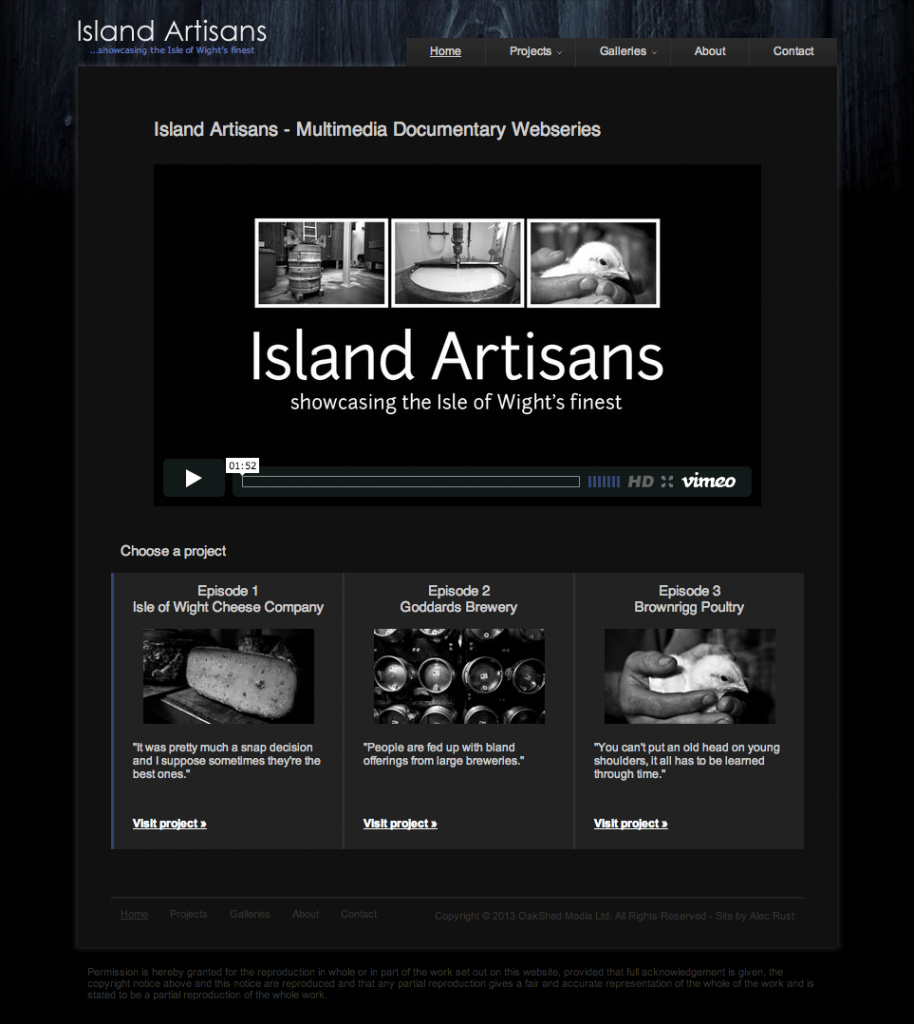 Island Artisans
...showcasing the Isle of Wight's finest
Home Projects Galleries About Contact
Island Artisans - Multimedia Documentary Webseries
Island Artisans
showcasing the Isle of Wight's finest
01:52
HD vimeo
Choose a project
Episode 1
Isle of Wight Cheese Company
"It was pretty much a snap decision
and I suppose sometimes they're the
best ones."
Visit project »
Episode 2
Goddards Brewery
"People are fed up with bland
offerings from large breweries."
Visit project »
Episode 3
Brownrigg Poultry
"You can't put an old head on young
shoulders, it all has to be learned
through time."
Visit project »
Home Projects Galleries About Contact
Copyright © 2013 OakShed Media Ltd. All Rights Reserved - Site by Alec Rust
Permission is hereby granted for the reproduction in whole or in part of the work set out on this website, provided that full acknowledgement is given, the
copyright notice above and this notice are reproduced and that any partial reproduction gives a fair and accurate representation of the whole of the work and is
stated to be a partial reproduction of the whole work.